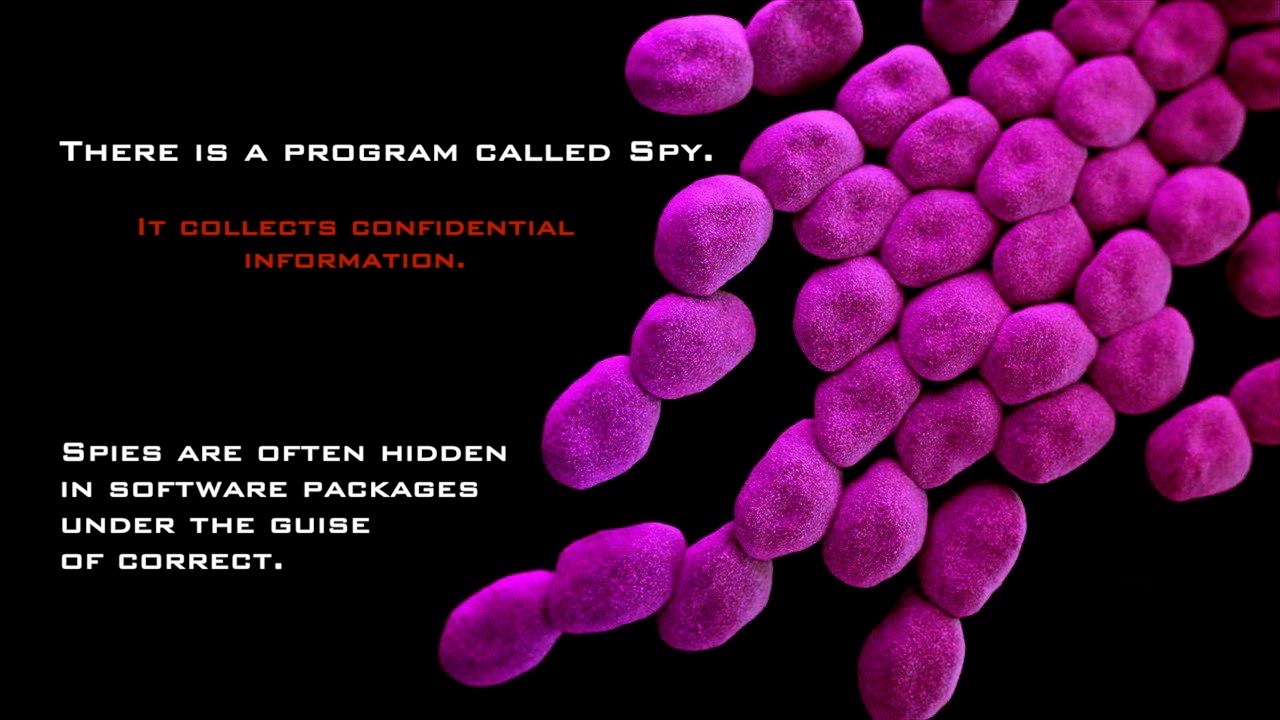 There is a program called Spy.
It collects confidential
information.
Spies are often hidden
in software packages
under the guise
of correct.